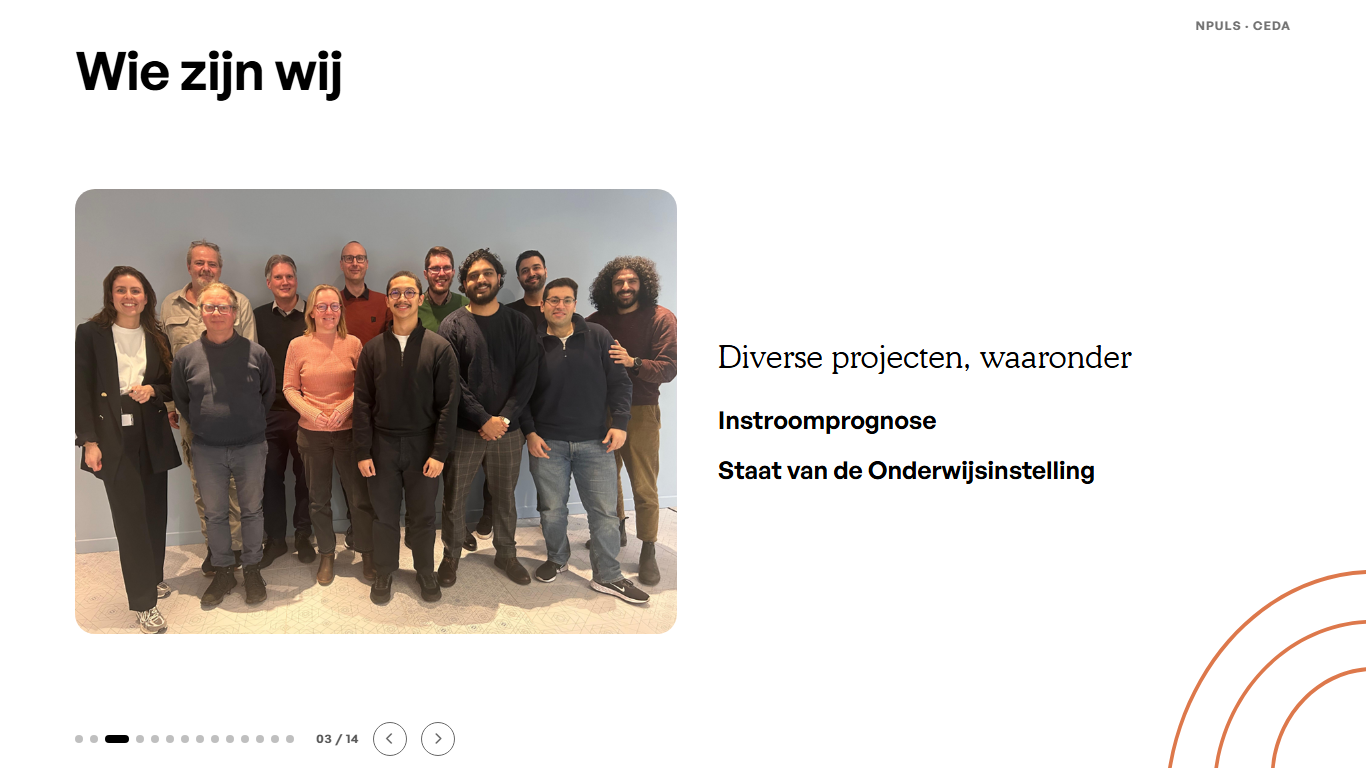 NPULS · CEDA
Wie zijn wij
Diverse projecten, waaronder
Instroomprognose
Staat van de Onderwijsinstelling
03 / 14